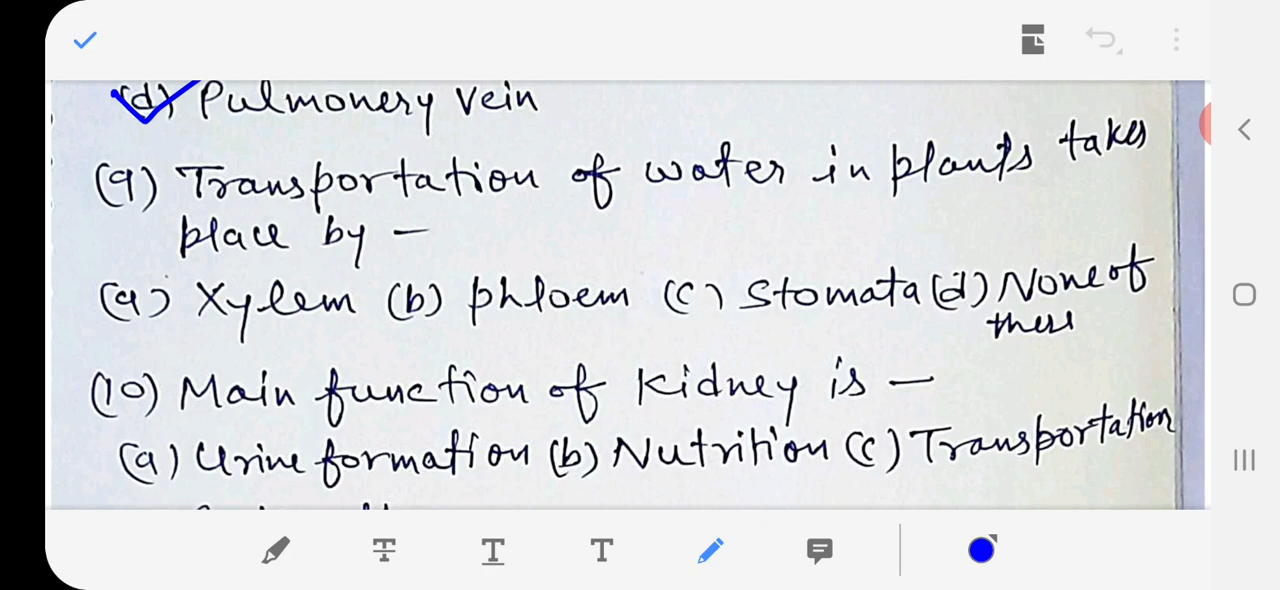 (d) Pulmonery Vein
(9) Transportation of water in plants takes
place by —
(a) Xylem (b) phloem (c) Stomata (d) None of
these
(10) Main function of Kidney is —
(a) Urine formation (b) Nutrition (c) Transportation